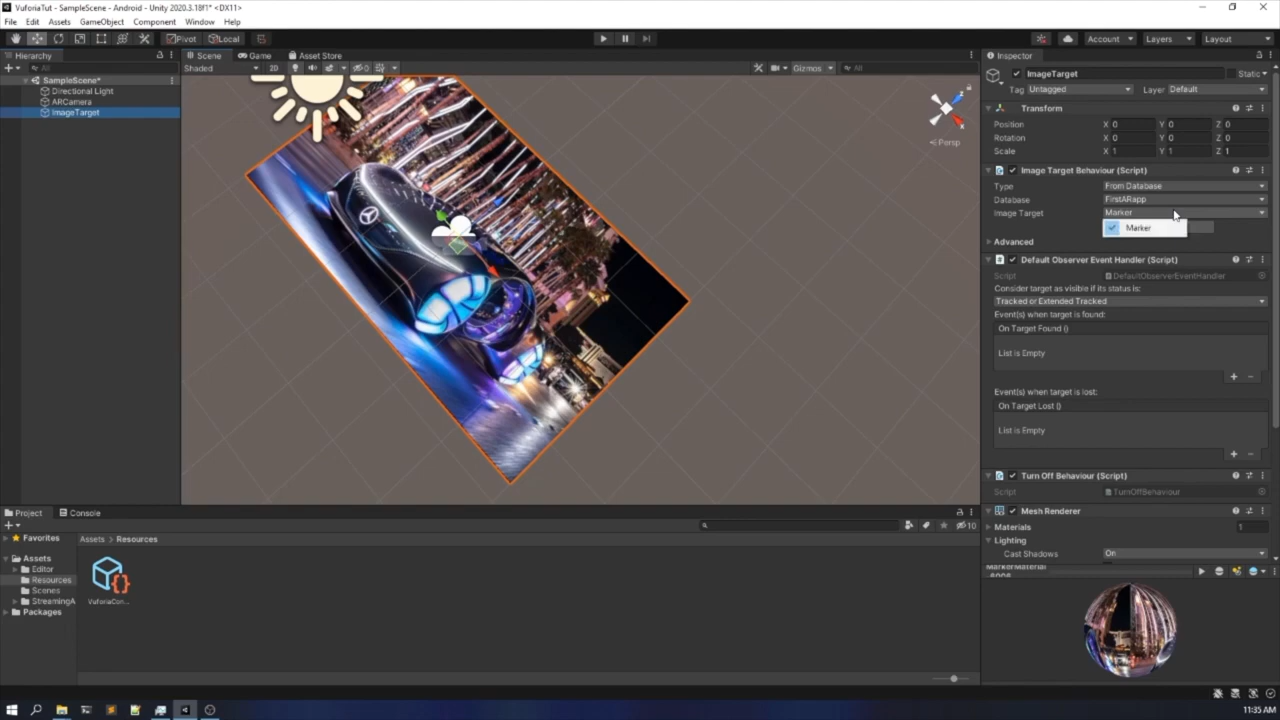 VuforiaTut - SampleScene - Android - Unity 2020.3.18f1* <DX11>
File Edit Assets GameObject Component Window Help
Pivot Local Account Layers Layout
Hierarchy Scene Game Asset Store Inspector
All Shaded 2D 0 Gizmos All ImageTarget Static
SampleScene* Tag Untagged Layer Default
Directional Light
ARCamera Transform
ImageTarget
Position X 0 Y 0 Z 0
Rotation X 0 Y 0 Z 0
Scale X 1 Y 1 Z 1
x
< Persp
Image Target Behaviour (Script)
Type From Database
Database FirstARapp
Image Target Marker
Marker
Advanced
Default Observer Event Handler (Script)
Script DefaultObserverEventHandler
Consider target as visible if its status is:
Tracked or Extended Tracked
Event(s) when target is found:
On Target Found ()
List is Empty
+ -
Event(s) when target is lost:
On Target Lost ()
List is Empty
+ -
Turn Off Behaviour (Script)
Script TurnOffBehaviour
Mesh Renderer
Materials 1
Lighting
Cast Shadows On
MarkerMaterial
Project Console
10
Favorites Assets > Resources
Assets
Editor
Resources
Scenes
StreamingA
Packages
VuforiaCon...
11:35 AM